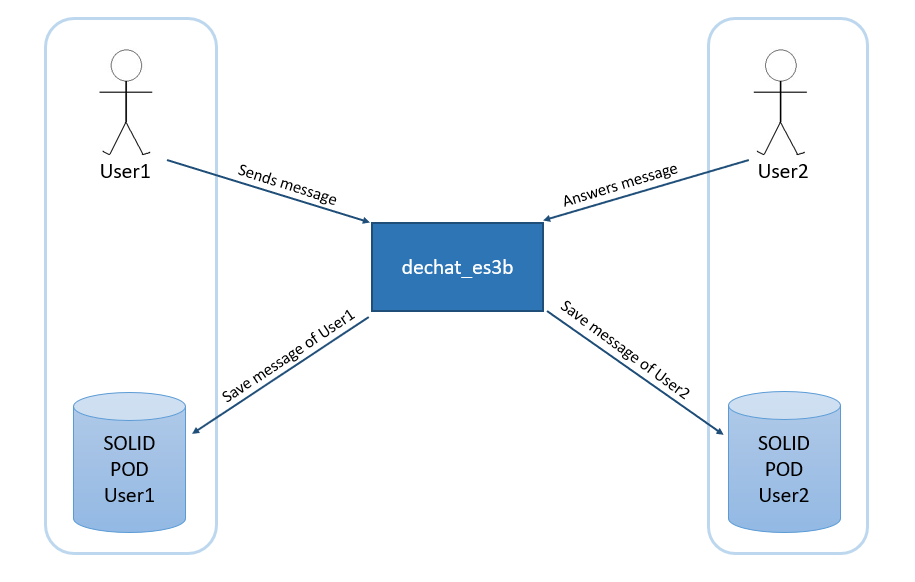 User1
User2
Sends message
Answers message
dechat_es3b
Save message of User1
Save message of User2
SOLID
POD
User1
SOLID
POD
User2